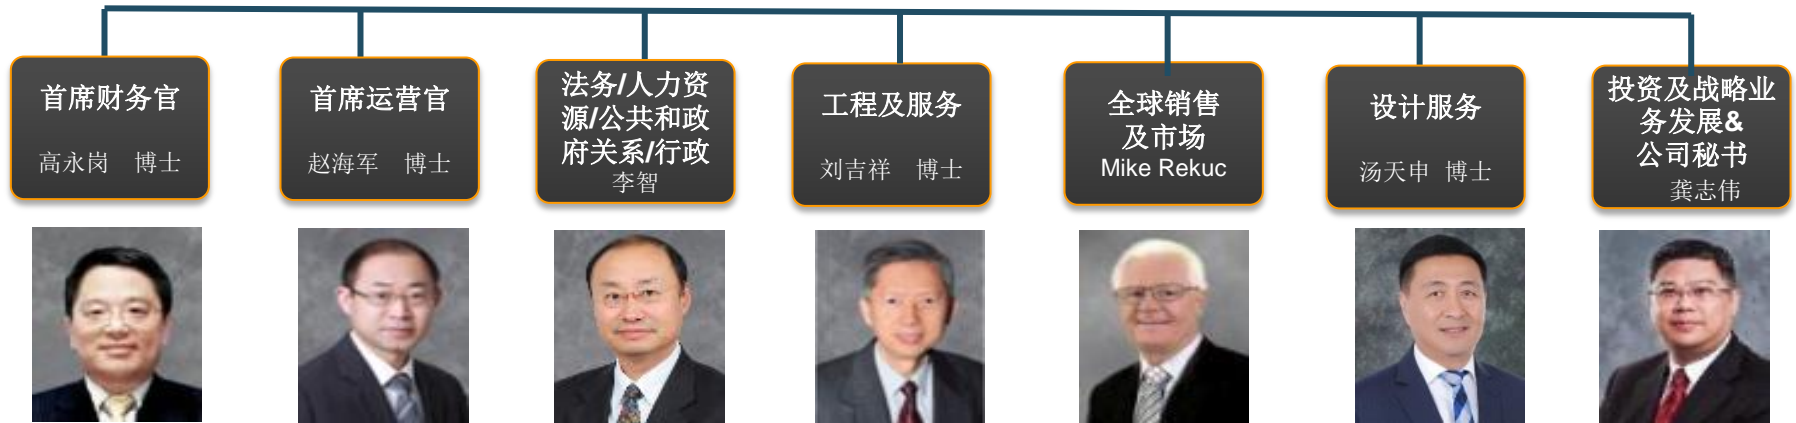 首席财务官
高永岗 博士
首席运营官
赵海军 博士
法务/人力资
源/公共和政
府关系/行政
李智
工程及服务
刘吉祥 博士
全球销售
及市场
Mike Rekuc
设计服务
汤天申 博士
投资及战略业
务发展&
公司秘书
龚志伟